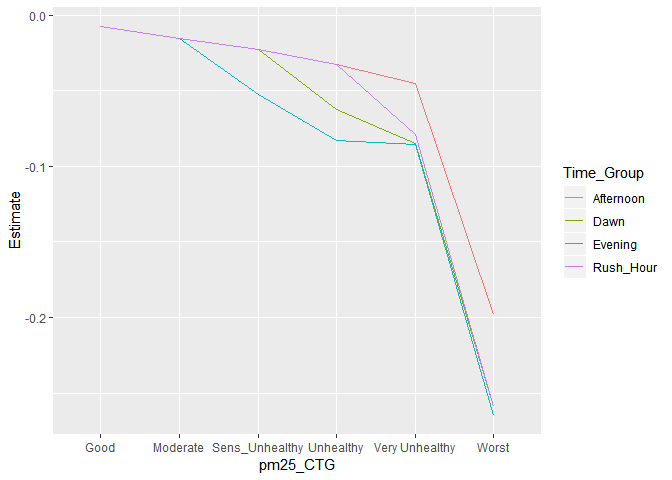 0.0
-0.1
-0.2
Estimate
Good Moderate Sens_Unhealthy Unhealthy Very Unhealthy Worst
pm25_CTG
Time_Group
Afternoon
Dawn
Evening
Rush_Hour